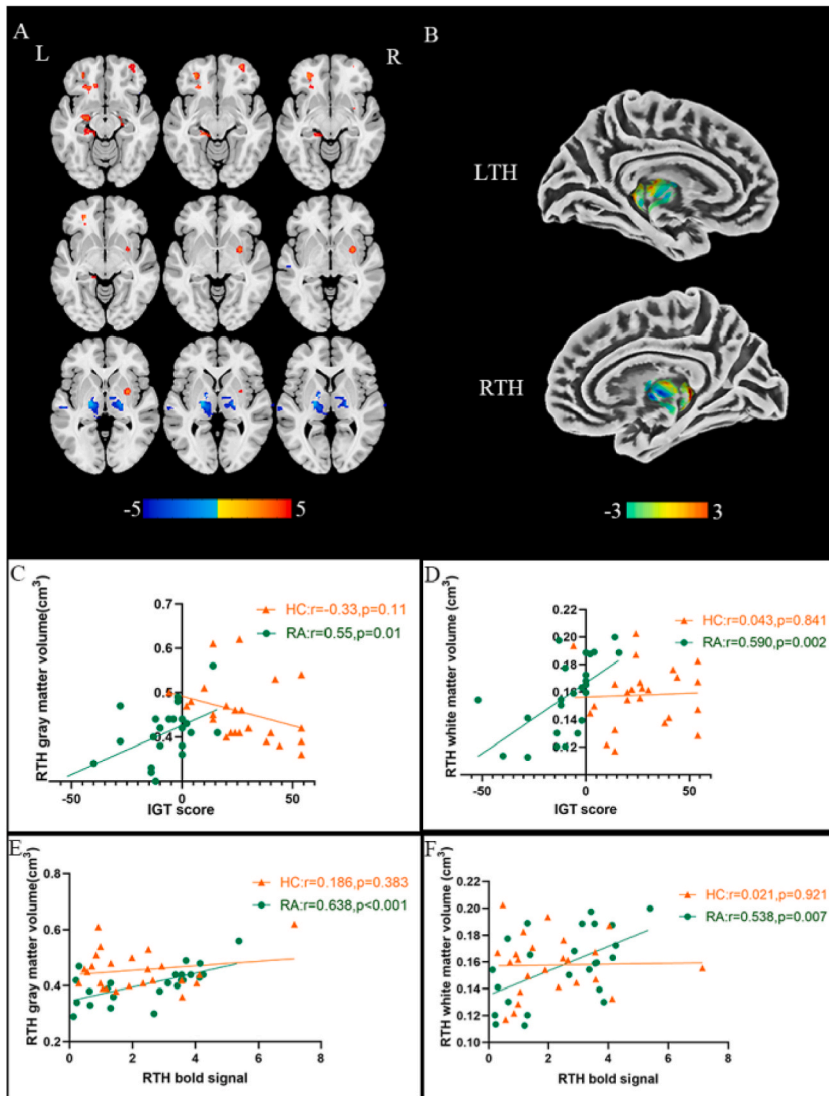 A
B
L
R
LTH
RTH
-5 5
-3 3
C
HC:r=-0.33,p=0.11
RA:r=0.55,p=0.01
RTH gray matter volume(cm³)
0.7
0.6
0.5
0.4
-50 0 50
IGT score
D
HC:r=0.043,p=0.841
RA:r=0.590,p=0.002
RTH white matter volume (cm³)
0.22
0.20
0.18
0.16
0.14
0.12
-50 0 50
IGT score
E
HC:r=0.186,p=0.383
RA:r=0.638,p<0.001
RTH gray matter volume(cm³)
0.8
0.6
0.4
0.2
0 2 4 6 8
RTH bold signal
F
HC:r=0.021,p=0.921
RA:r=0.538,p=0.007
RTH white matter volume (cm³)
0.22
0.20
0.18
0.16
0.14
0.12
0.10
0 2 4 6 8
RTH bold signal